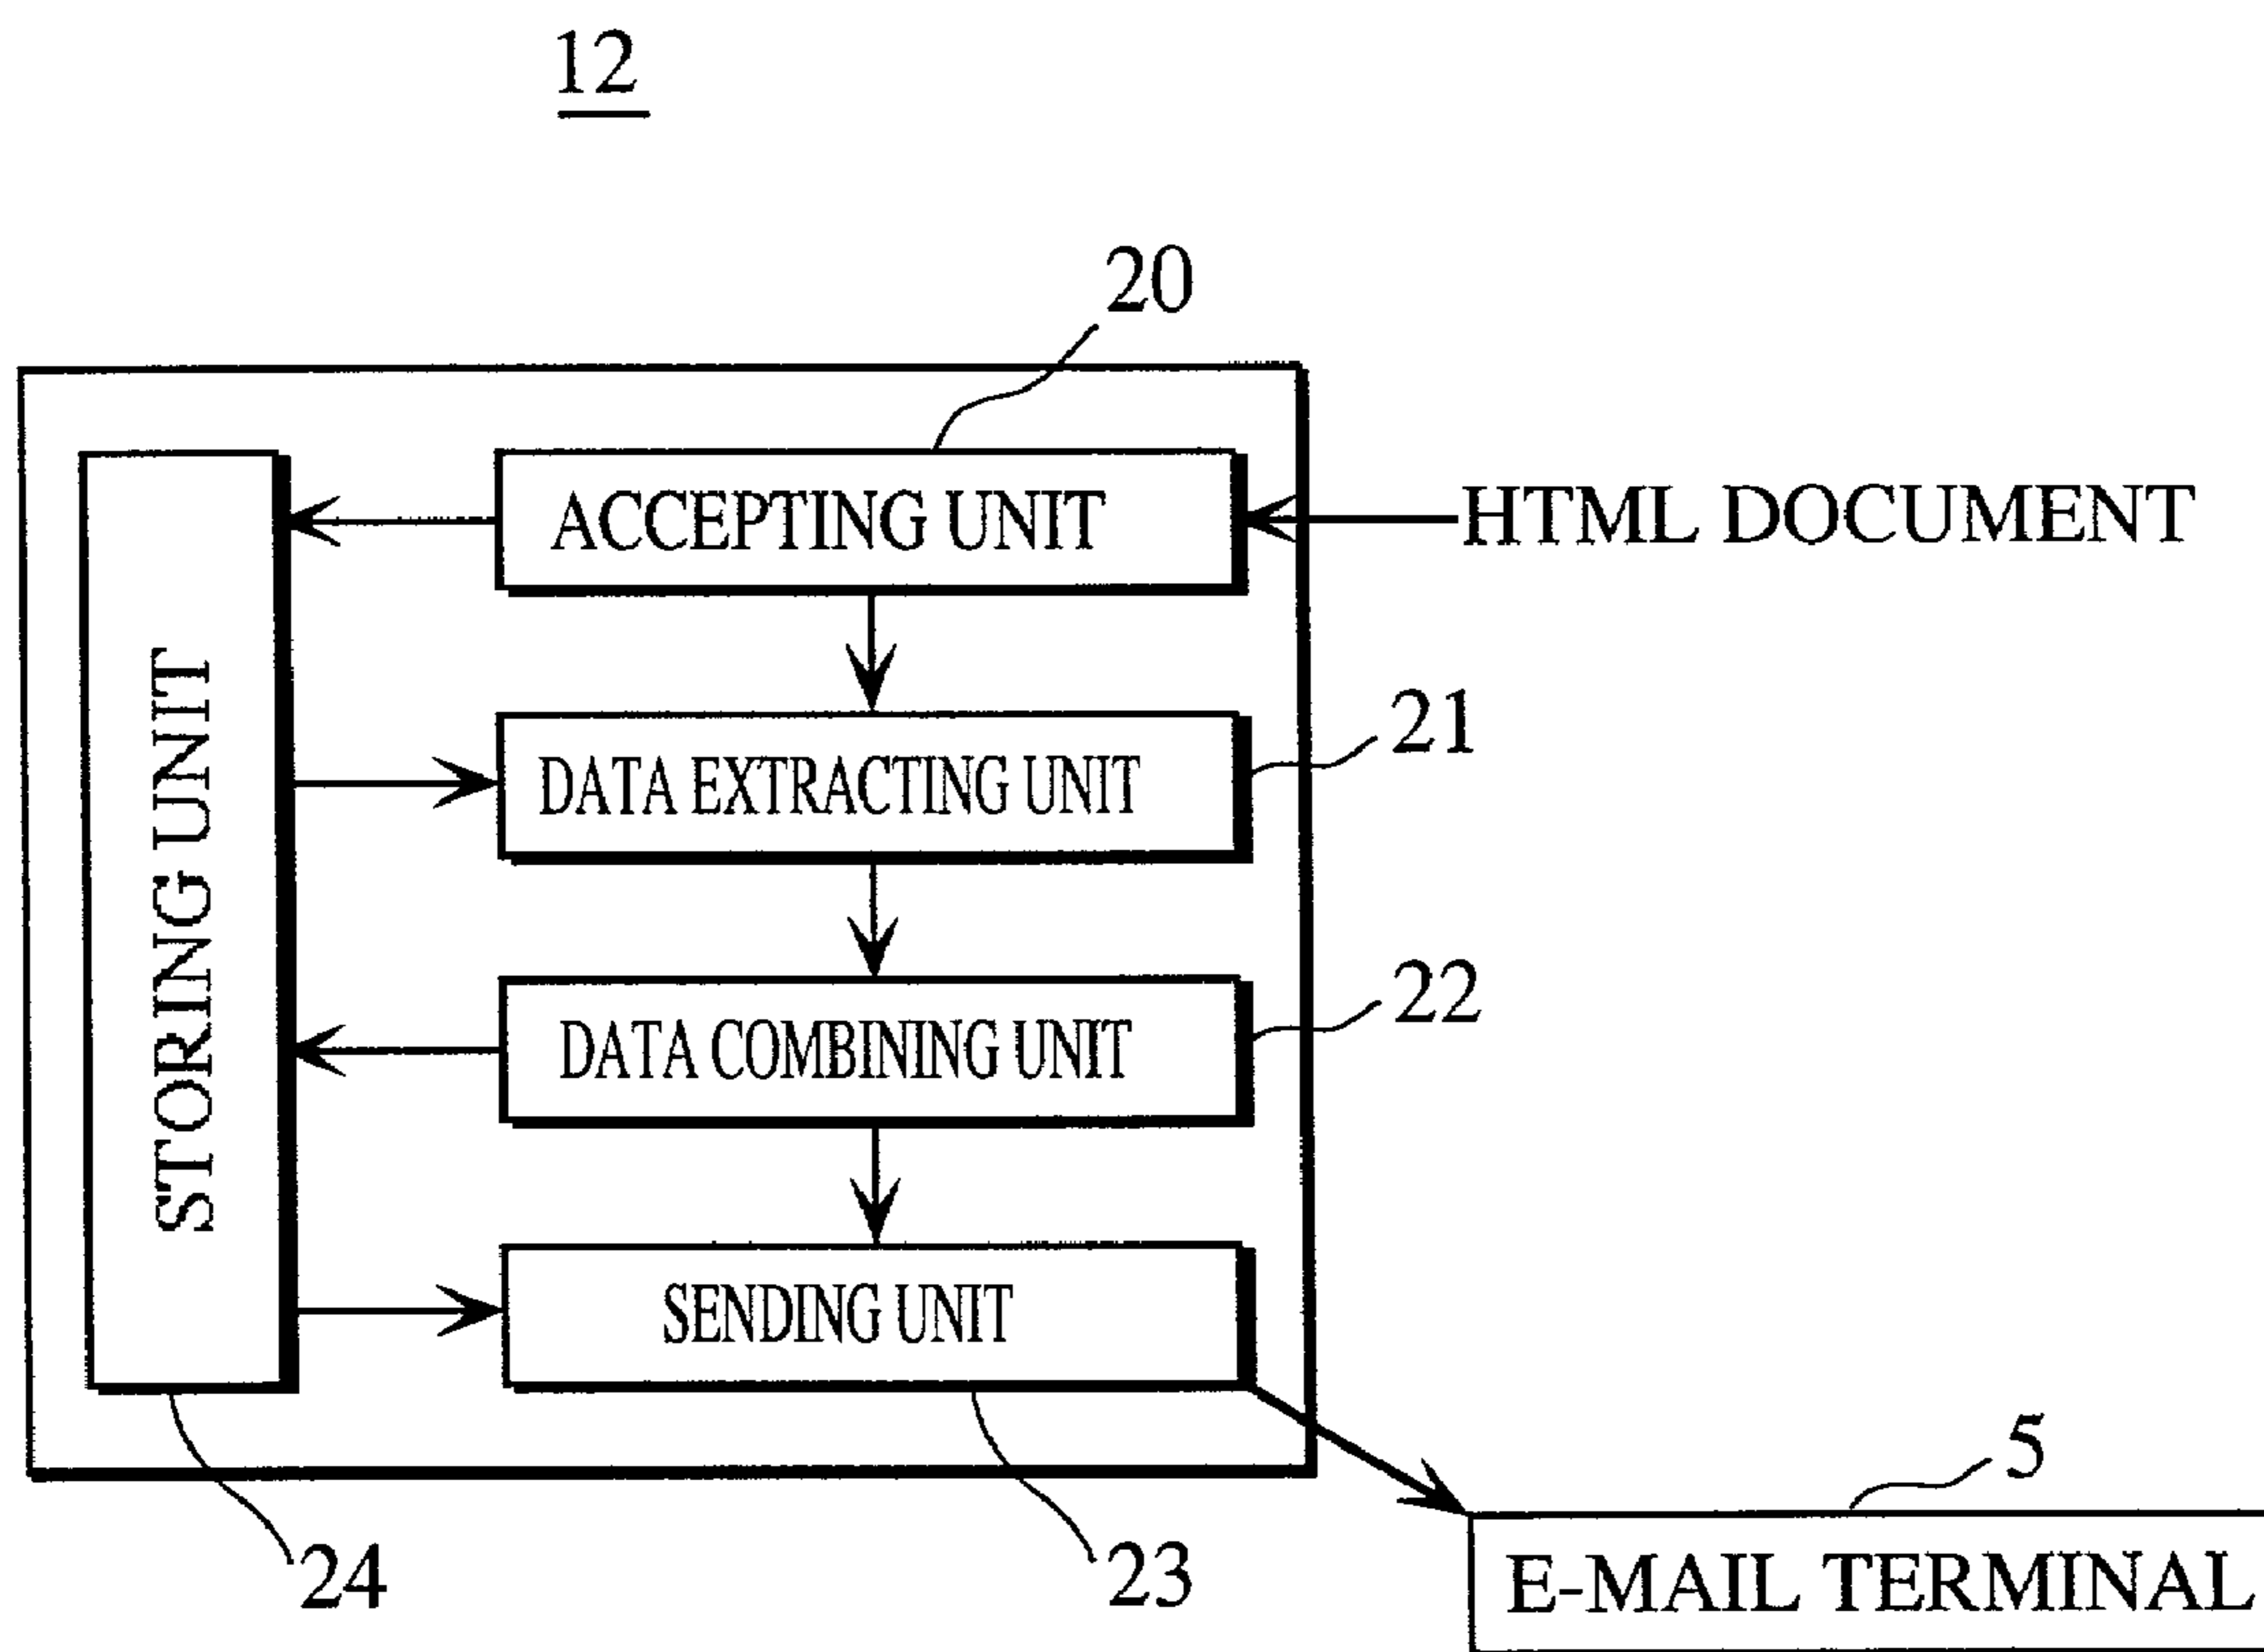 12
20
ACCEPTING UNIT
HTML DOCUMENT
21
DATA EXTRACTING UNIT
STORING UNIT
22
DATA COMBINING UNIT
SENDING UNIT
5
24
23
E-MAIL TERMINAL